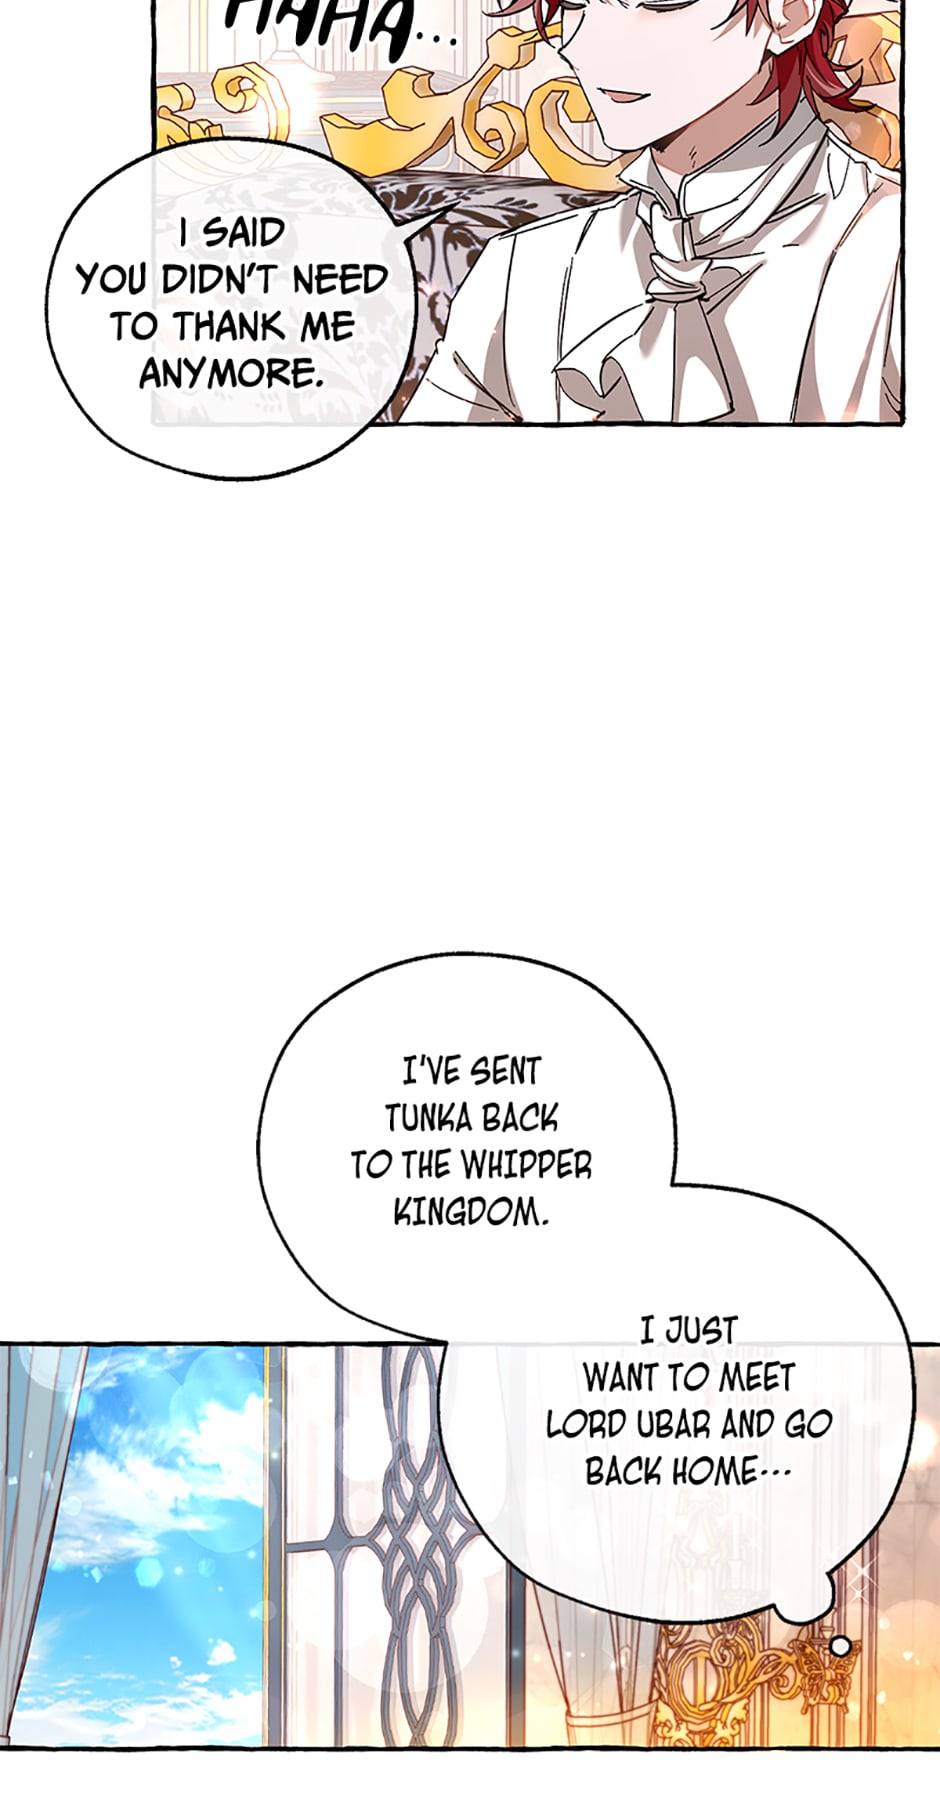 HAHA...
I SAID
YOU DIDN'T NEED
TO THANK ME
ANYMORE.
I'VE SENT
TUNKA BACK
TO THE WHIPPER
KINGDOM.
I JUST
WANT TO MEET
LORD UBAR AND GO
BACK HOME...